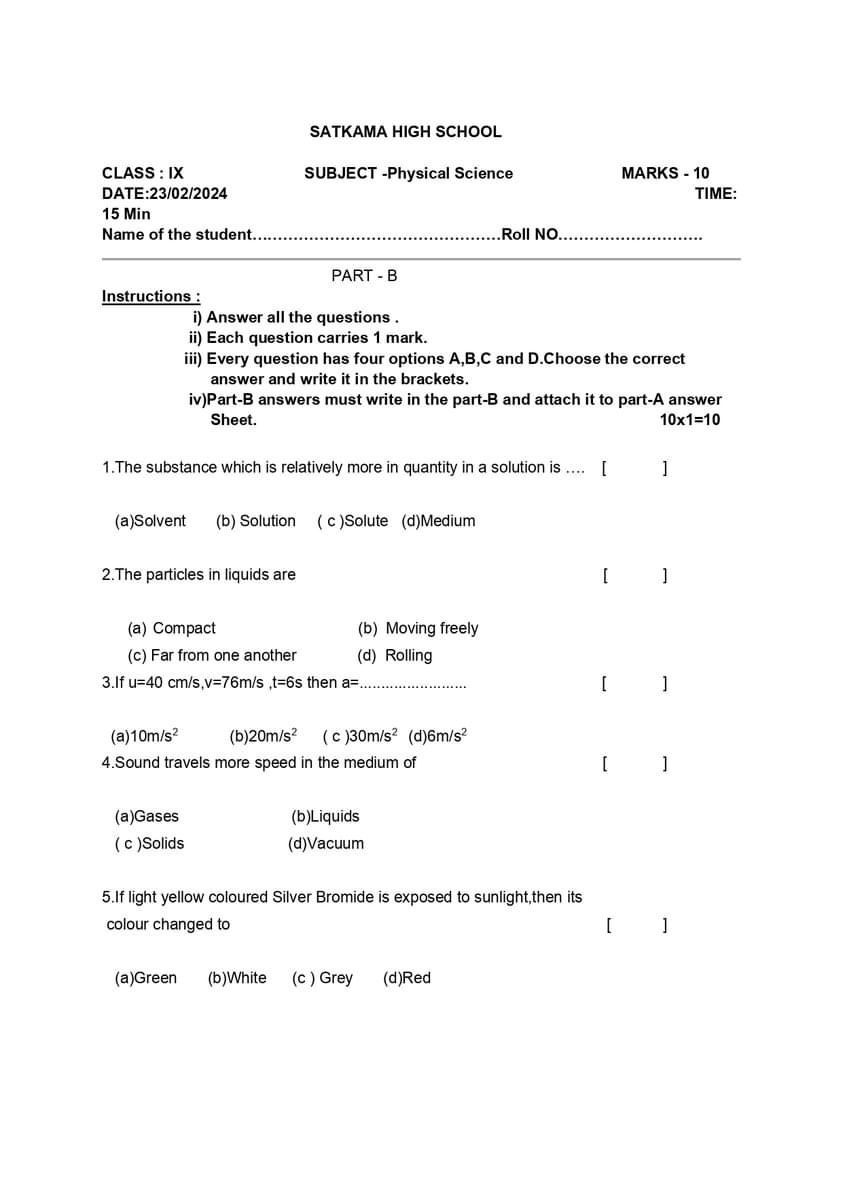 SATKAMA HIGH SCHOOL
CLASS : IX SUBJECT -Physical Science MARKS - 10
DATE:23/02/2024 TIME:
15 Min
Name of the student…………………………………………Roll NO……………………….
PART - B
Instructions :
i) Answer all the questions .
ii) Each question carries 1 mark.
iii) Every question has four options A,B,C and D.Choose the correct
answer and write it in the brackets.
iv)Part-B answers must write in the part-B and attach it to part-A answer
Sheet. 10x1=10
1.The substance which is relatively more in quantity in a solution is …. [ ]
(a)Solvent (b) Solution ( c )Solute (d)Medium
2.The particles in liquids are [ ]
(a) Compact (b) Moving freely
(c) Far from one another (d) Rolling
3.If u=40 cm/s,v=76m/s ,t=6s then a=......................... [ ]
(a)10m/s² (b)20m/s² ( c )30m/s² (d)6m/s²
4.Sound travels more speed in the medium of [ ]
(a)Gases (b)Liquids
( c )Solids (d)Vacuum
5.If light yellow coloured Silver Bromide is exposed to sunlight,then its
colour changed to [ ]
(a)Green (b)White (c ) Grey (d)Red